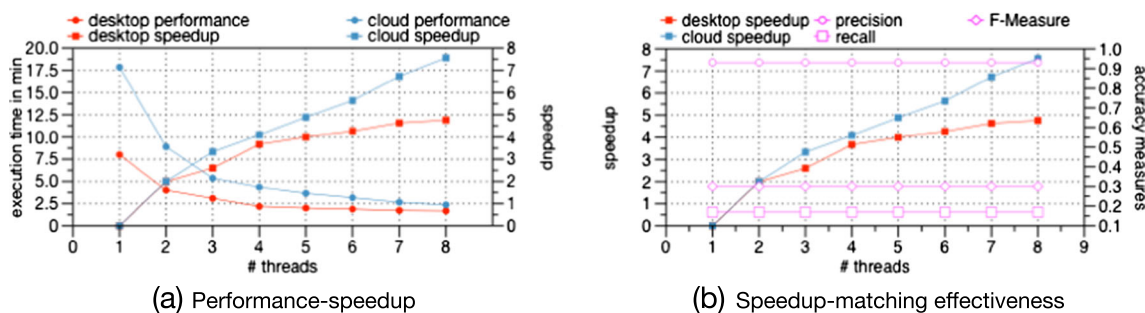 desktop performance
desktop speedup
cloud performance
cloud speedup
20.0
17.5
15.0
12.5
10.0
7.5
5.0
2.5
0
execution time in min
8
7
6
5
4
3
2
1
0
speedup
0 1 2 3 4 5 6 7 8
# threads
(a) Performance-speedup
desktop speedup
cloud speedup
precision
recall
F-Measure
8
7
6
5
4
3
2
1
0
speedup
1.0
0.9
0.8
0.7
0.6
0.5
0.4
0.3
0.2
0.1
accuracy measures
0 1 2 3 4 5 6 7 8 9
# threads
(b) Speedup-matching effectiveness